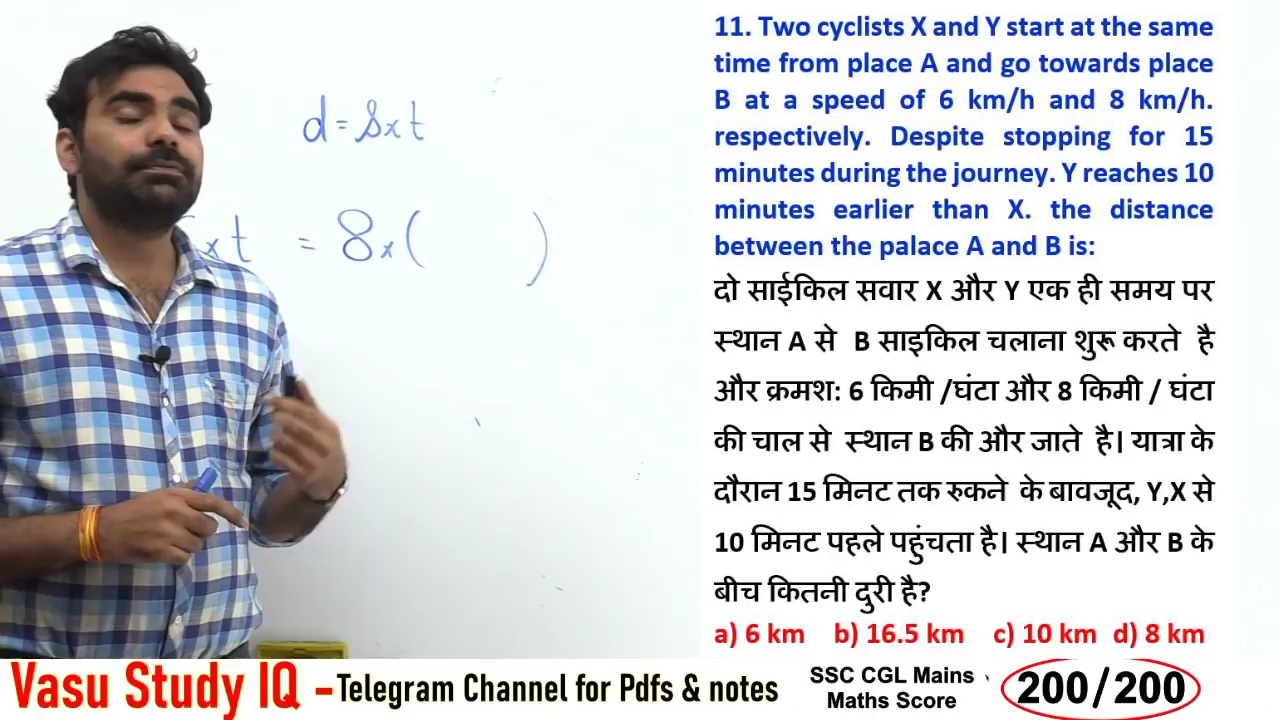 d = s x t
x t = 8 x ( )
11. Two cyclists X and Y start at the same
time from place A and go towards place
B at a speed of 6 km/h and 8 km/h.
respectively. Despite stopping for 15
minutes during the journey. Y reaches 10
minutes earlier than X. the distance
between the palace A and B is:
दो साईकिल सवार X और Y एक ही समय पर
स्थान A से B साइकिल चलाना शुरू करते है
और क्रमश: 6 किमी /घंटा और 8 किमी / घंटा
की चाल से स्थान B की और जाते है। यात्रा के
दौरान 15 मिनट तक रुकने के बावजूद, Y,X से
10 मिनट पहले पहुंचता है। स्थान A और B के
बीच कितनी दुरी है?
a) 6 km b) 16.5 km c) 10 km d) 8 km
Vasu Study IQ - Telegram Channel for Pdfs & notes
SSC CGL Mains
Maths Score
200/200